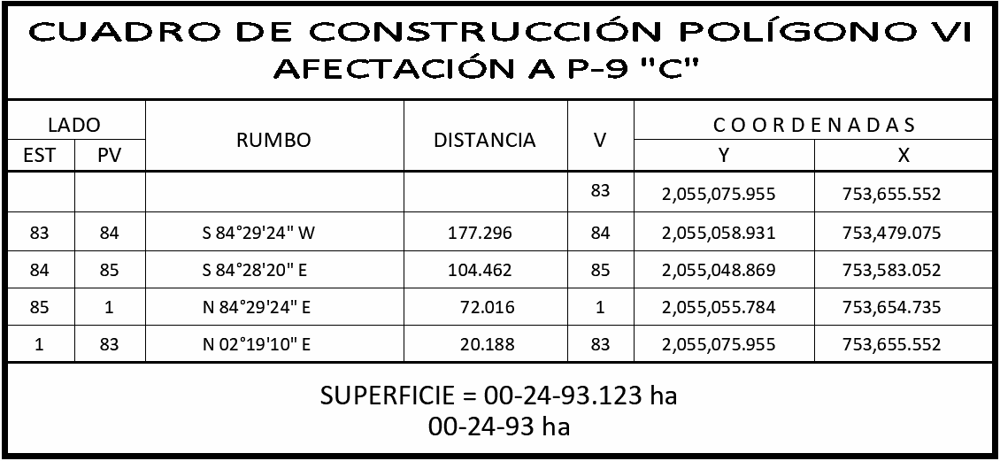 CUADRO DE CONSTRUCCIÓN POLÍGONO VI
AFECTACIÓN A P-9 "C"
LADO RUMBO DISTANCIA V COORDENADAS
EST PV Y X
83 2,055,075.955 753,655.552
83 84 S 84°29'24" W 177.296 84 2,055,058.931 753,479.075
84 85 S 84°28'20" E 104.462 85 2,055,048.869 753,583.052
85 1 N 84°29'24" E 72.016 1 2,055,055.784 753,654.735
1 83 N 02°19'10" E 20.188 83 2,055,075.955 753,655.552
SUPERFICIE = 00-24-93.123 ha
00-24-93 ha